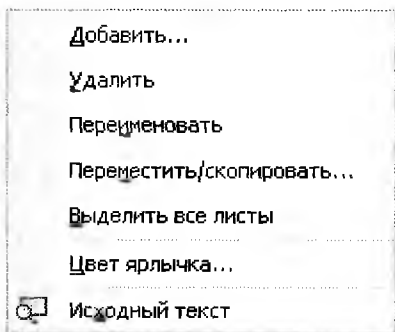 Добавить...
Удалить
Переименовать
Переместить/скопировать...
Выделить все листы
Цвет ярлычка...
Исходный текст